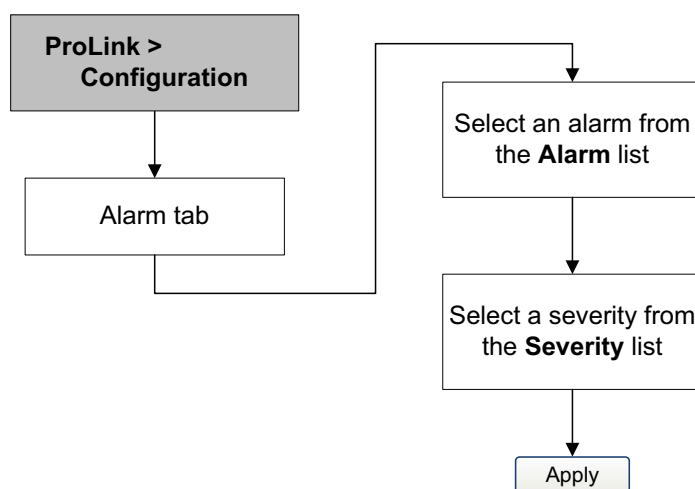 ProLink >
Configuration
Alarm tab
Select an alarm from
the Alarm list
Select a severity from
the Severity list
Apply